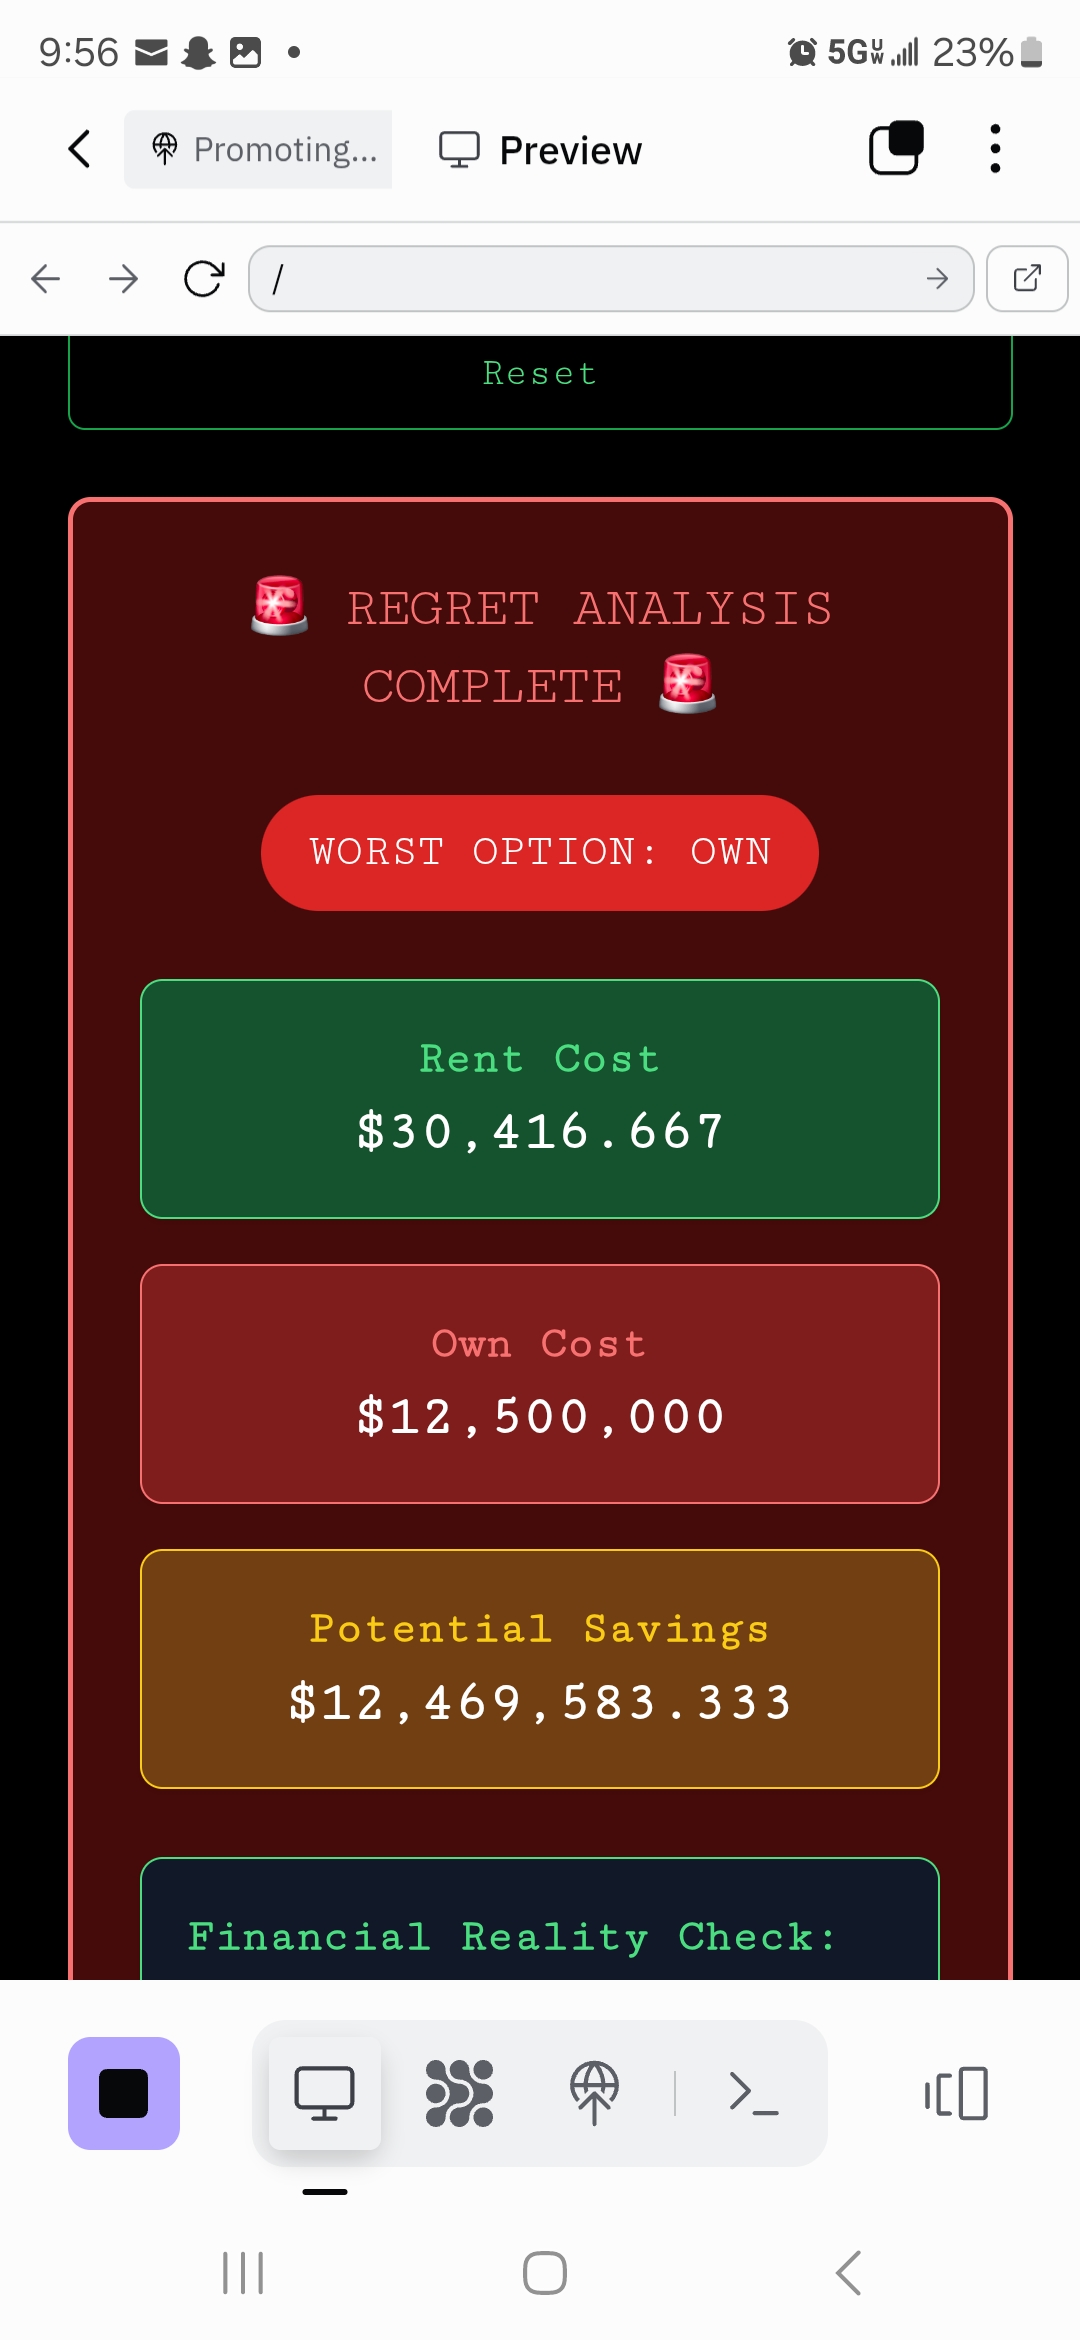 9:56
5G UW 23%
Promoting... Preview
/
Reset
REGRET ANALYSIS
COMPLETE
WORST OPTION: OWN
Rent Cost
$30,416.667
Own Cost
$12,500,000
Potential Savings
$12,469,583.333
Financial Reality Check: